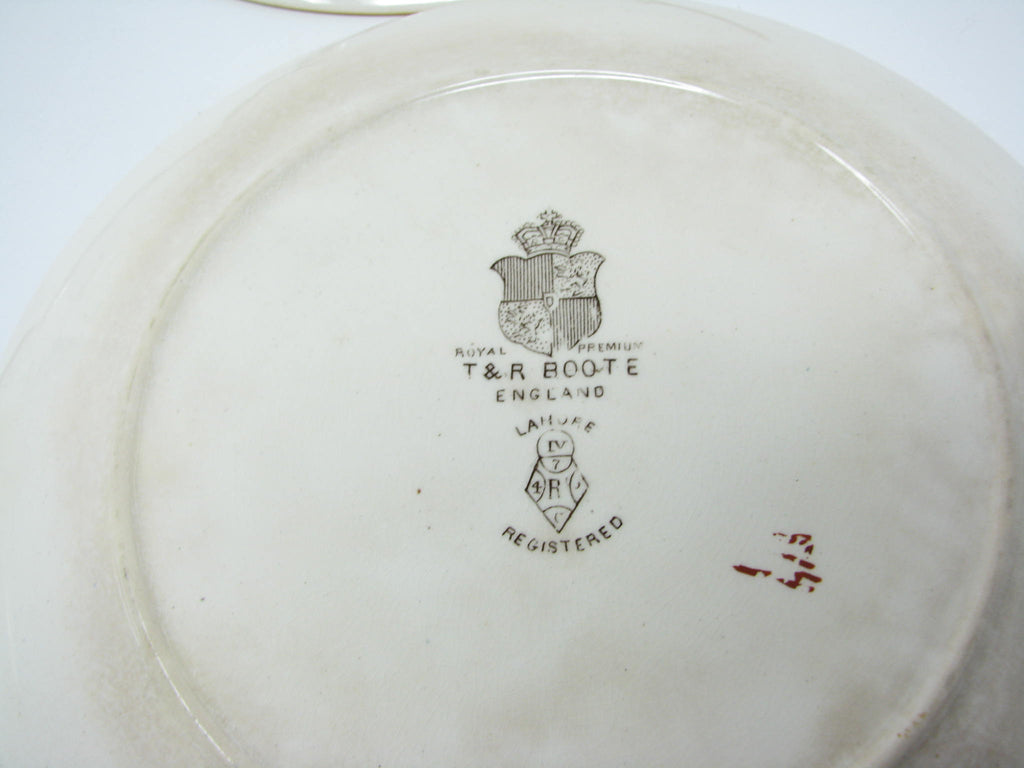 ROYAL PREMIUM
T & R BOOTE
ENGLAND
LAHORE
IV
7
4 R
REGISTERED